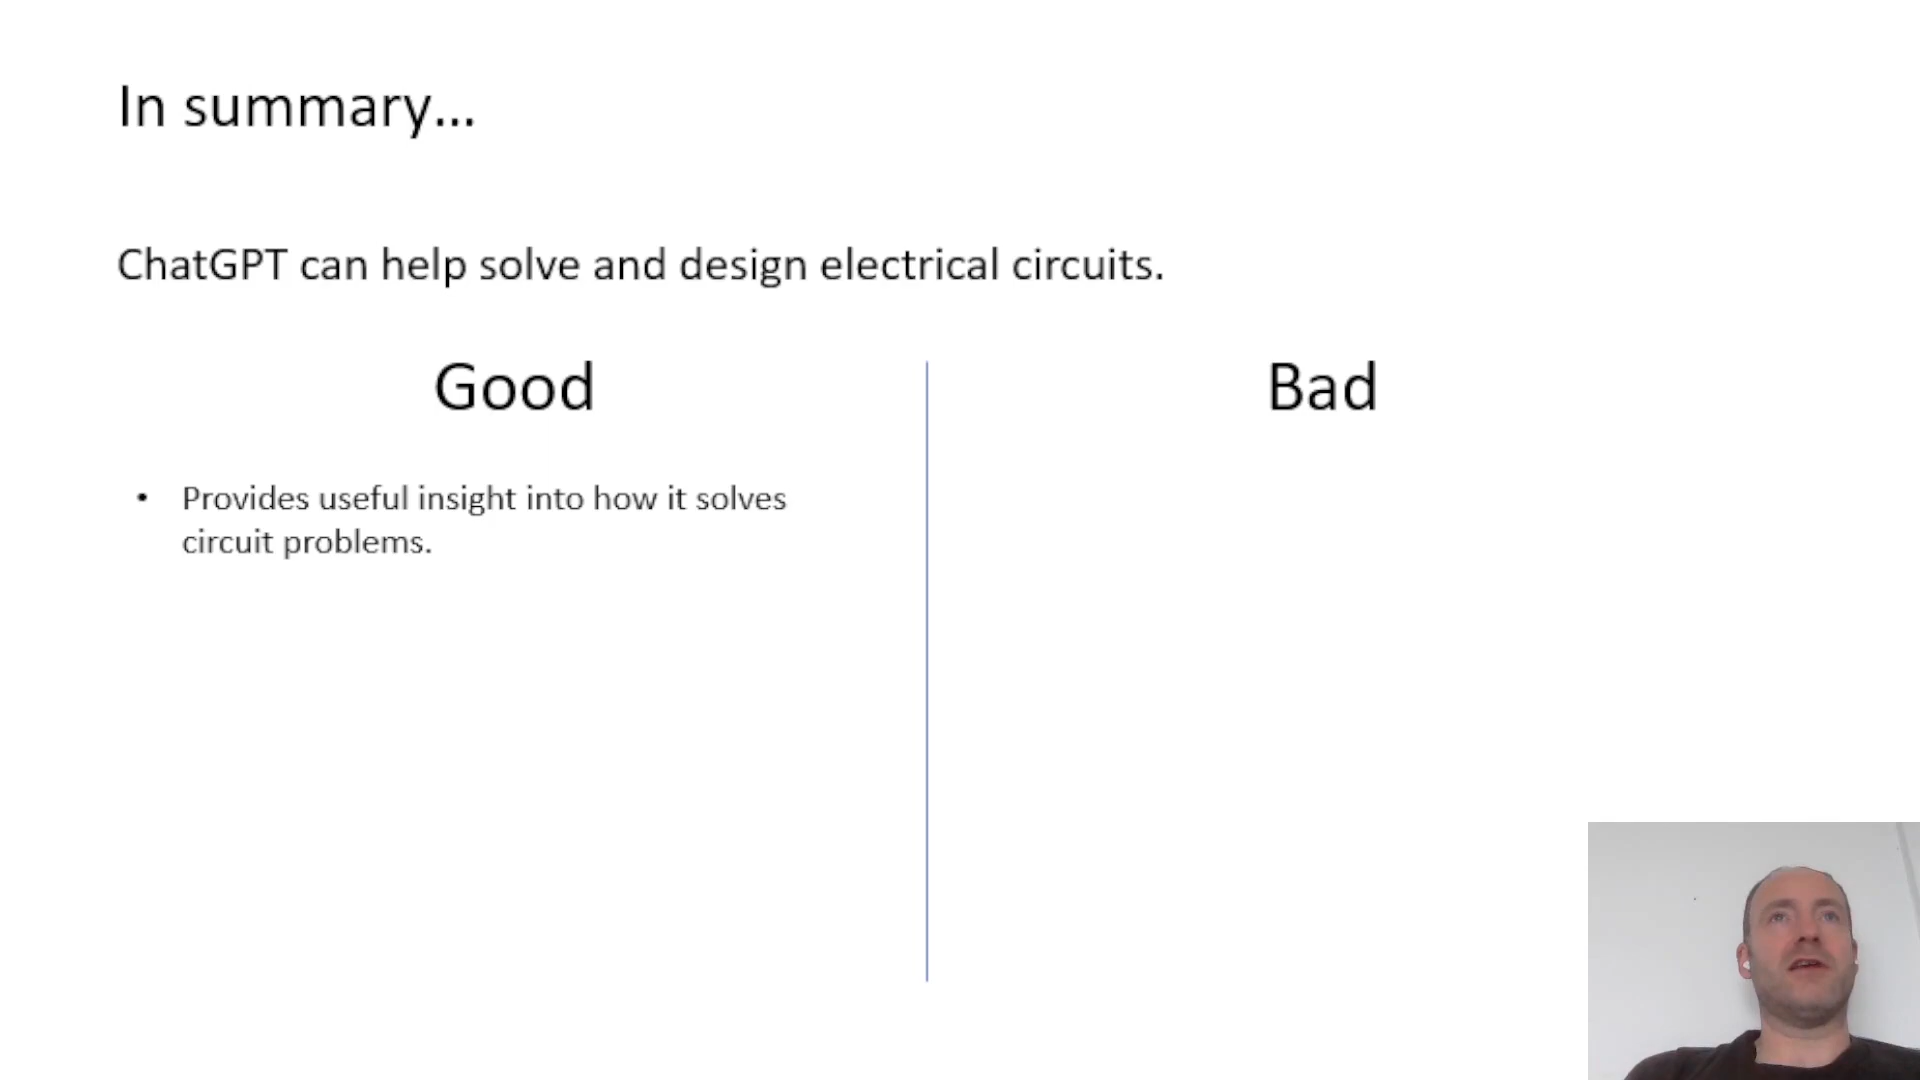 In summary...
ChatGPT can help solve and design electrical circuits.
Good
Bad
• Provides useful insight into how it solves
circuit problems.